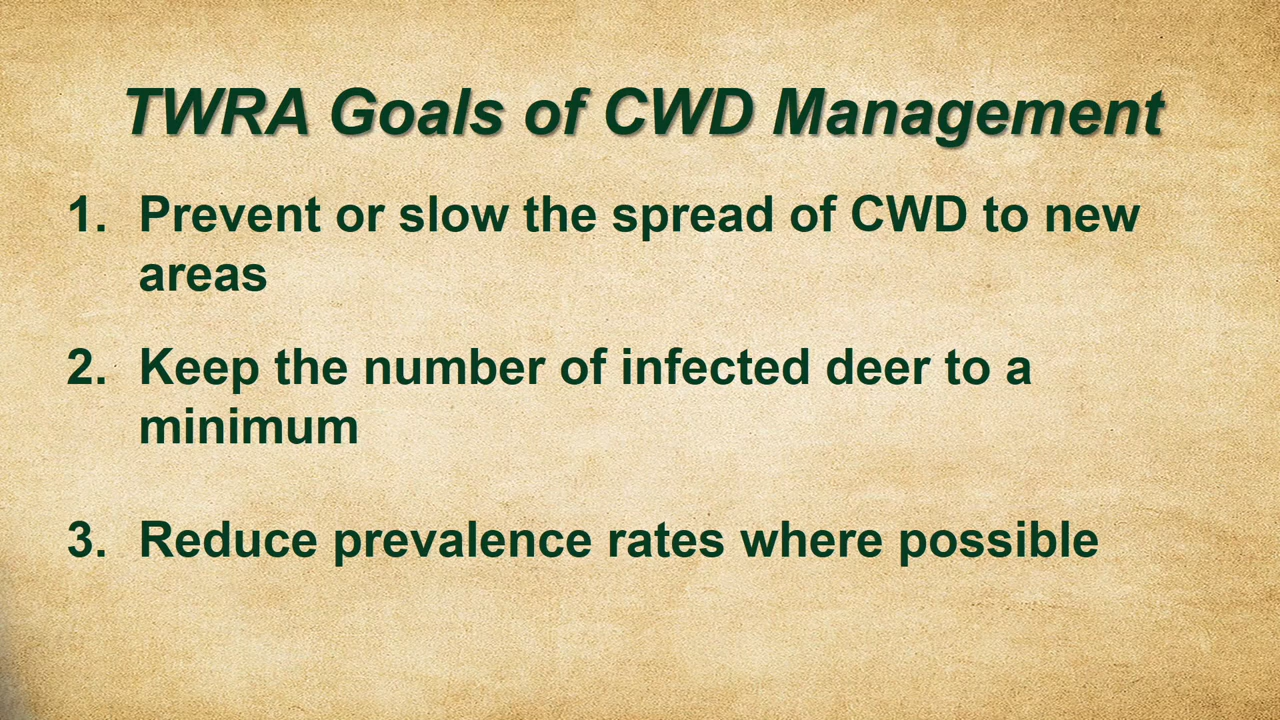 TWRA Goals of CWD Management
1. Prevent or slow the spread of CWD to new
areas
2. Keep the number of infected deer to a
minimum
3. Reduce prevalence rates where possible